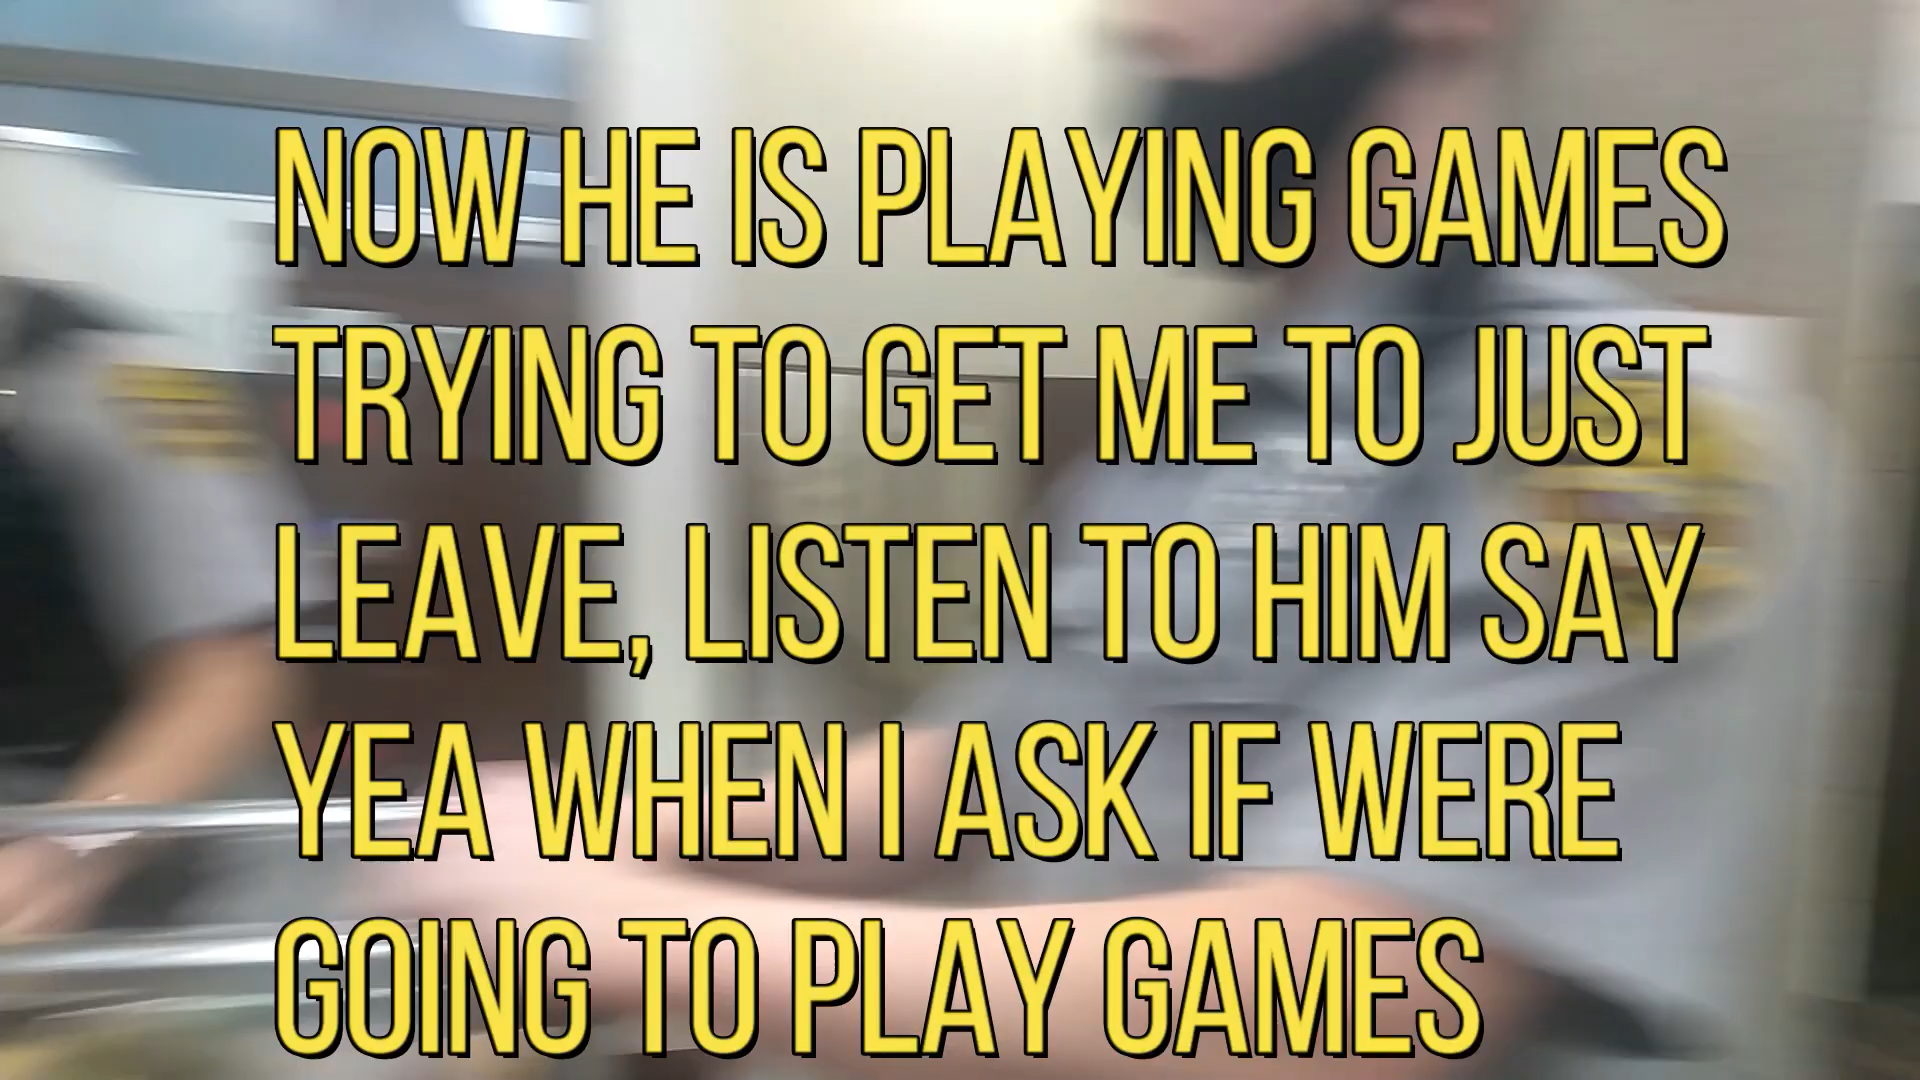 NOW HE IS PLAYING GAMES
TRYING TO GET ME TO JUST
LEAVE, LISTEN TO HIM SAY
YEA WHEN I ASK IF WERE
GOING TO PLAY GAMES